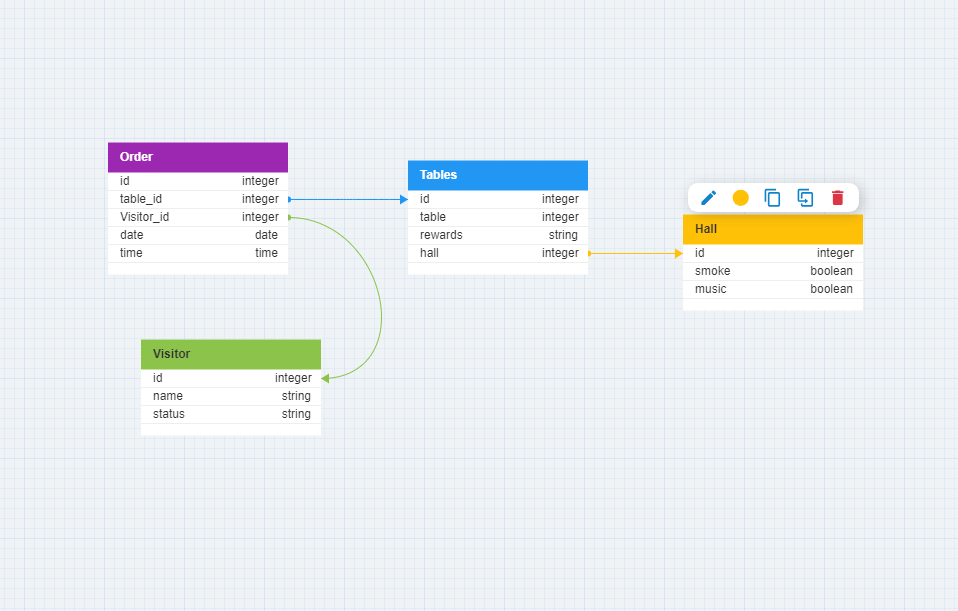 Order
id integer
table_id integer
Visitor_id integer
date date
time time
Tables
id integer
table integer
rewards string
hall integer
Hall
id integer
smoke boolean
music boolean
Visitor
id integer
name string
status string